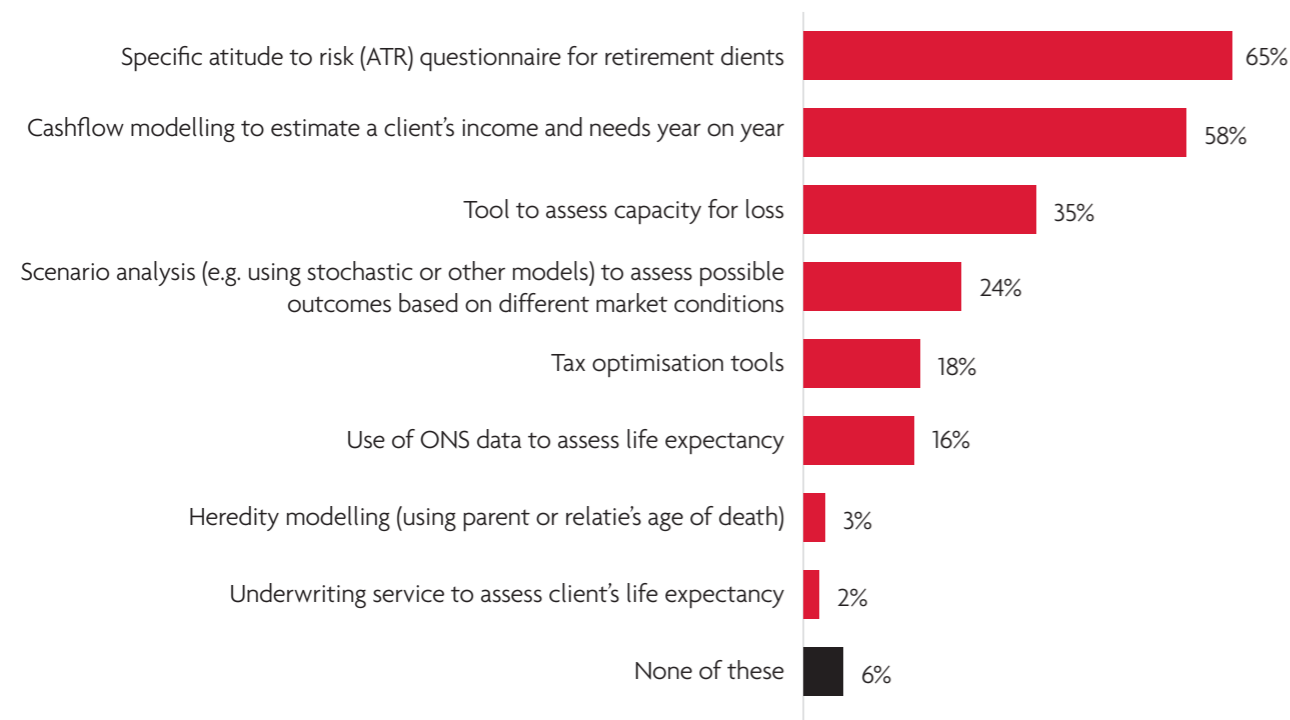 Specific atitude to risk (ATR) questionnaire for retirement dients
65%
Cashflow modelling to estimate a client's income and needs year on year
58%
Tool to assess capacity for loss
35%
Scenario analysis (e.g. using stochastic or other models) to assess possible
outcomes based on different market conditions
24%
Tax optimisation tools
18%
Use of ONS data to assess life expectancy
16%
Heredity modelling (using parent or relatie's age of death)
3%
Underwriting service to assess client's life expectancy
2%
None of these
6%